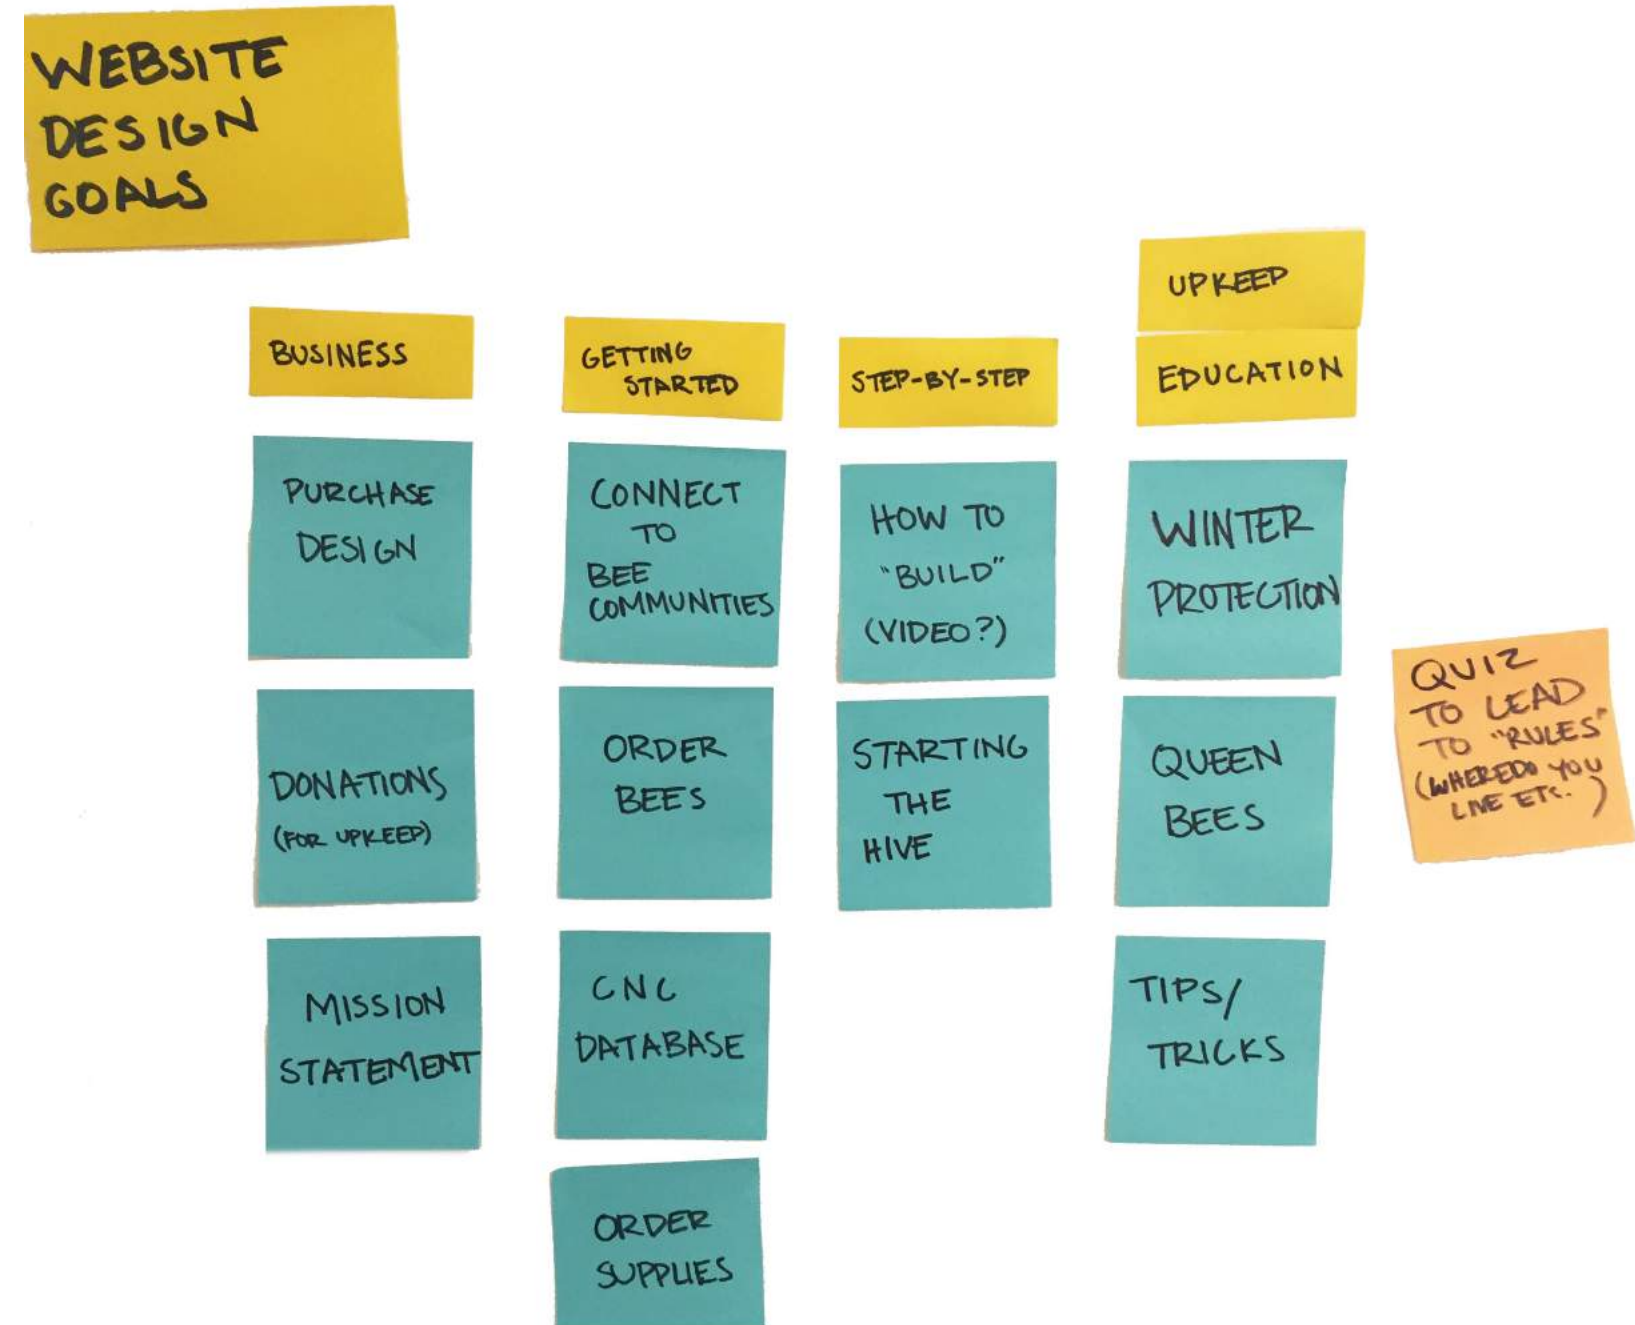 WEBSITE
DESIGN
GOALS
BUSINESS
PURCHASE
DESIGN
DONATIONS
(FOR UPKEEP)
MISSION
STATEMENT
GETTING
STARTED
CONNECT
TO
BEE
COMMUNITIES
ORDER
BEES
CNC
DATABASE
ORDER
SUPPLIES
STEP-BY-STEP
HOW TO
"BUILD"
(VIDEO?)
STARTING
THE
HIVE
UPKEEP
EDUCATION
WINTER
PROTECTION
QUEEN
BEES
TIPS/
TRICKS
QUIZ
TO LEAD
TO "RULES"
(WHERE DO YOU
LIVE ETC.)